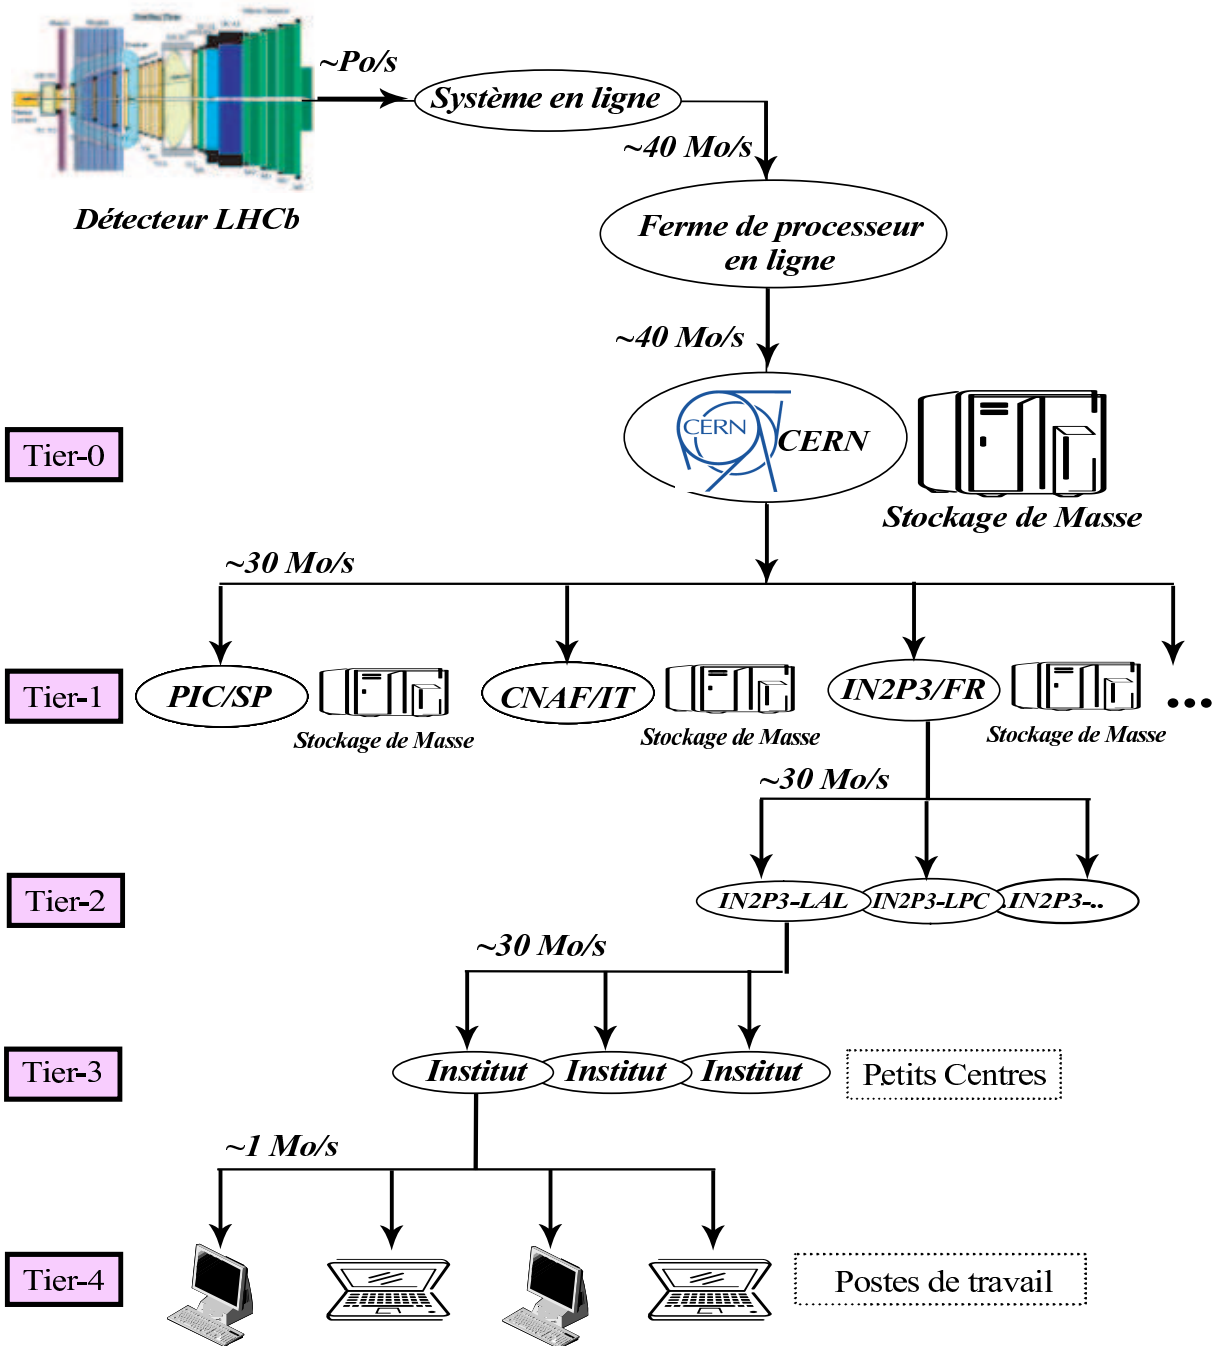 ~Po/s
Système en ligne
~40 Mo/s
Détecteur LHCb
Ferme de processeur
en ligne
~40 Mo/s
Tier-0
CERN
CERN
Stockage de Masse
~30 Mo/s
Tier-1
PIC/SP
CNAF/IT
IN2P3/FR
...
Stockage de Masse
Stockage de Masse
Stockage de Masse
~30 Mo/s
Tier-2
IN2P3-LAL
IN2P3-LPC
.IN2P3-..
~30 Mo/s
Tier-3
Institut
Institut
Institut
Petits Centres
~1 Mo/s
Tier-4
Postes de travail